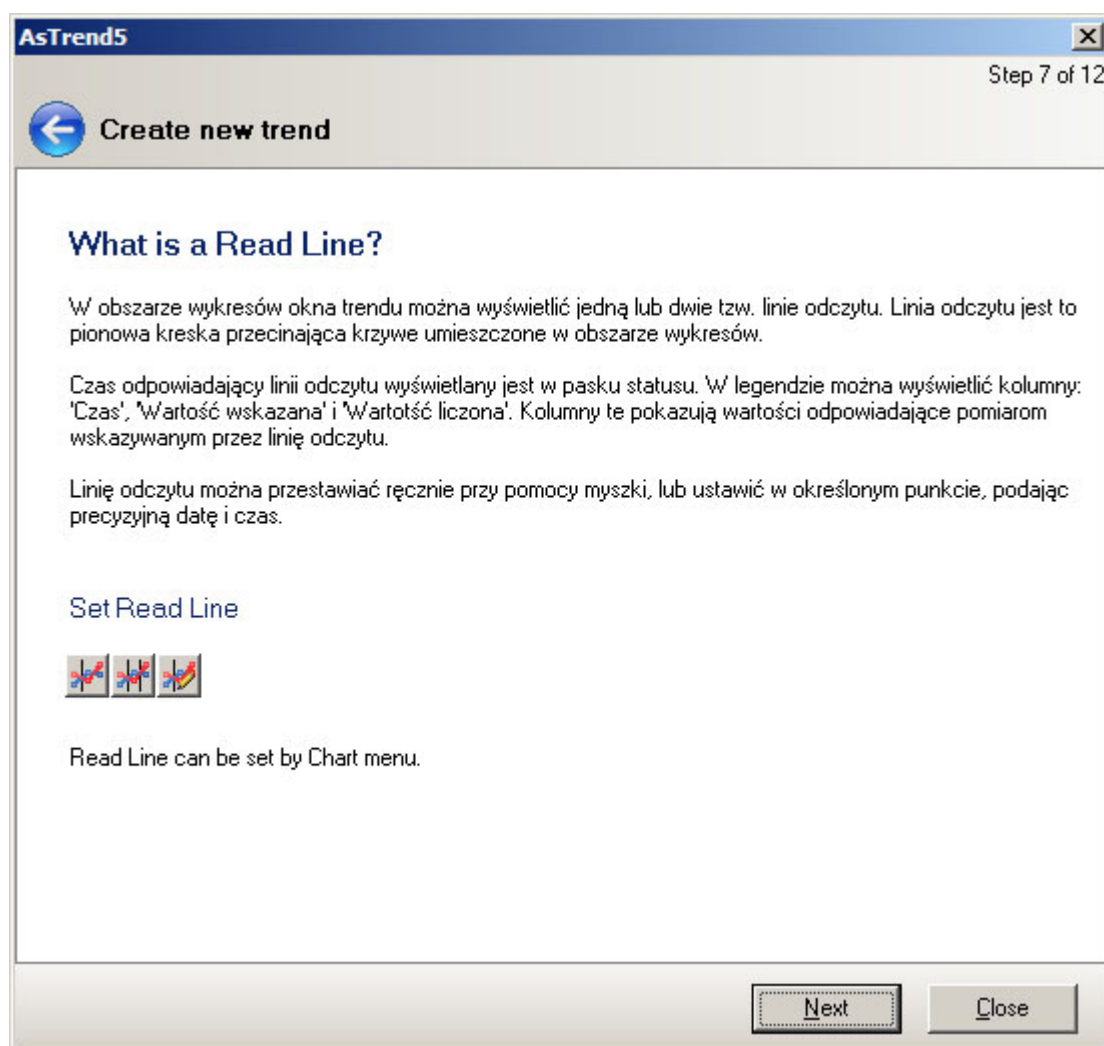 AsTrend5
Step 7 of 12
Create new trend
What is a Read Line?
W obszarze wykresów okna trendu można wyświetlić jedną lub dwie tzw. linie odczytu. Linia odczytu jest to
pionowa kreska przecinająca krzywe umieszczone w obszarze wykresów.
Czas odpowiadający linii odczytu wyświetlany jest w pasku statusu. W legendzie można wyświetlić kolumny:
'Czas', 'Wartość wskazana' i 'Wartotść liczona'. Kolumny te pokazują wartości odpowiadające pomiarom
wskazywanym przez linię odczytu.
Linię odczytu można przestawiać ręcznie przy pomocy myszki, lub ustawić w określonym punkcie, podając
precyzyjną datę i czas.
Set Read Line
Read Line can be set by Chart menu.
Next
Close